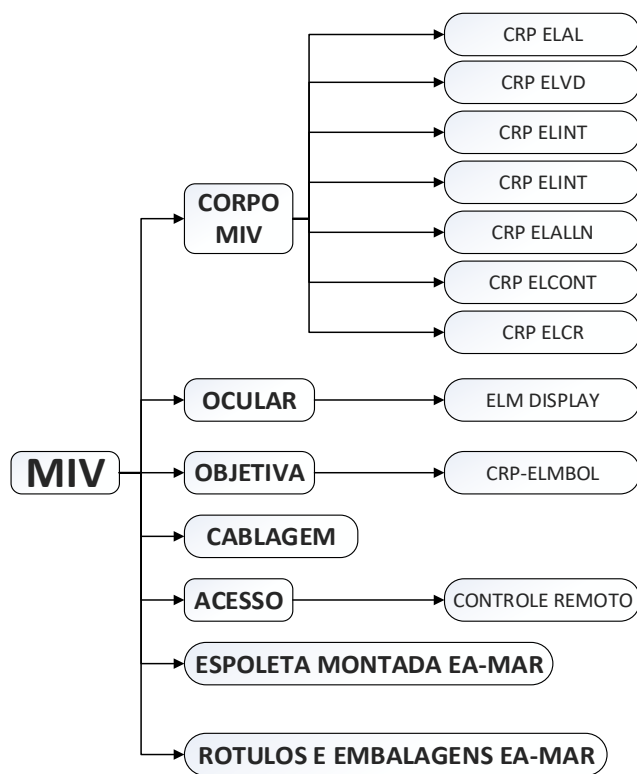 CRP ELAL
CRP ELVD
CRP ELINT
CRP ELINT
CORPO
MIV
CRP ELALLN
CRP ELCONT
CRP ELCR
OCULAR
ELM DISPLAY
MIV
OBJETIVA
CRP-ELMBOL
CABLAGEM
ACESSO
CONTROLE REMOTO
ESPOLETA MONTADA EA-MAR
ROTULOS E EMBALAGENS EA-MAR